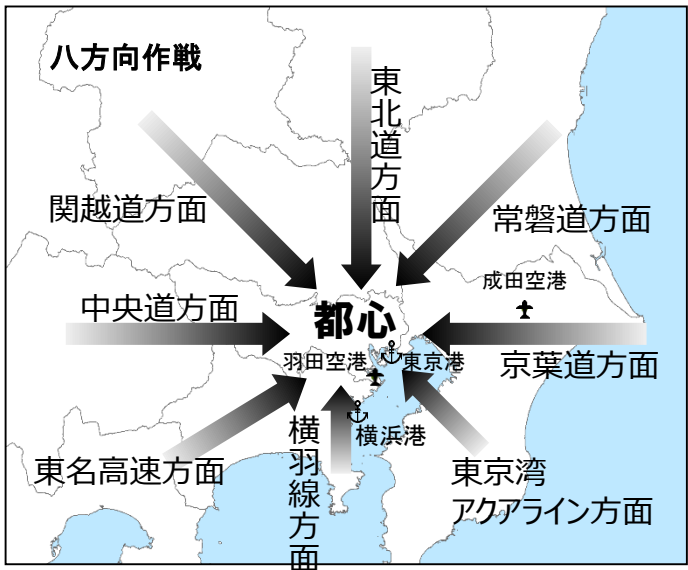 八方向作戦
東北道方面
関越道方面
常磐道方面
成田空港
中央道方面
都心
羽田空港
東京港
京葉道方面
横浜港
東名高速方面
横羽線方面
東京湾
アクアライン方面